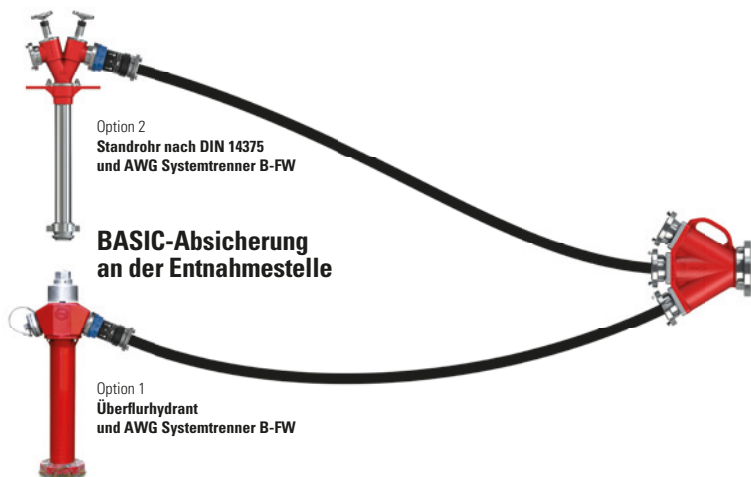 Option 2
Standrohr nach DIN 14375
und AWG Systemtrenner B-FW
BASIC-Absicherung
an der Entnahmestelle
Option 1
Überflurhydrant
und AWG Systemtrenner B-FW